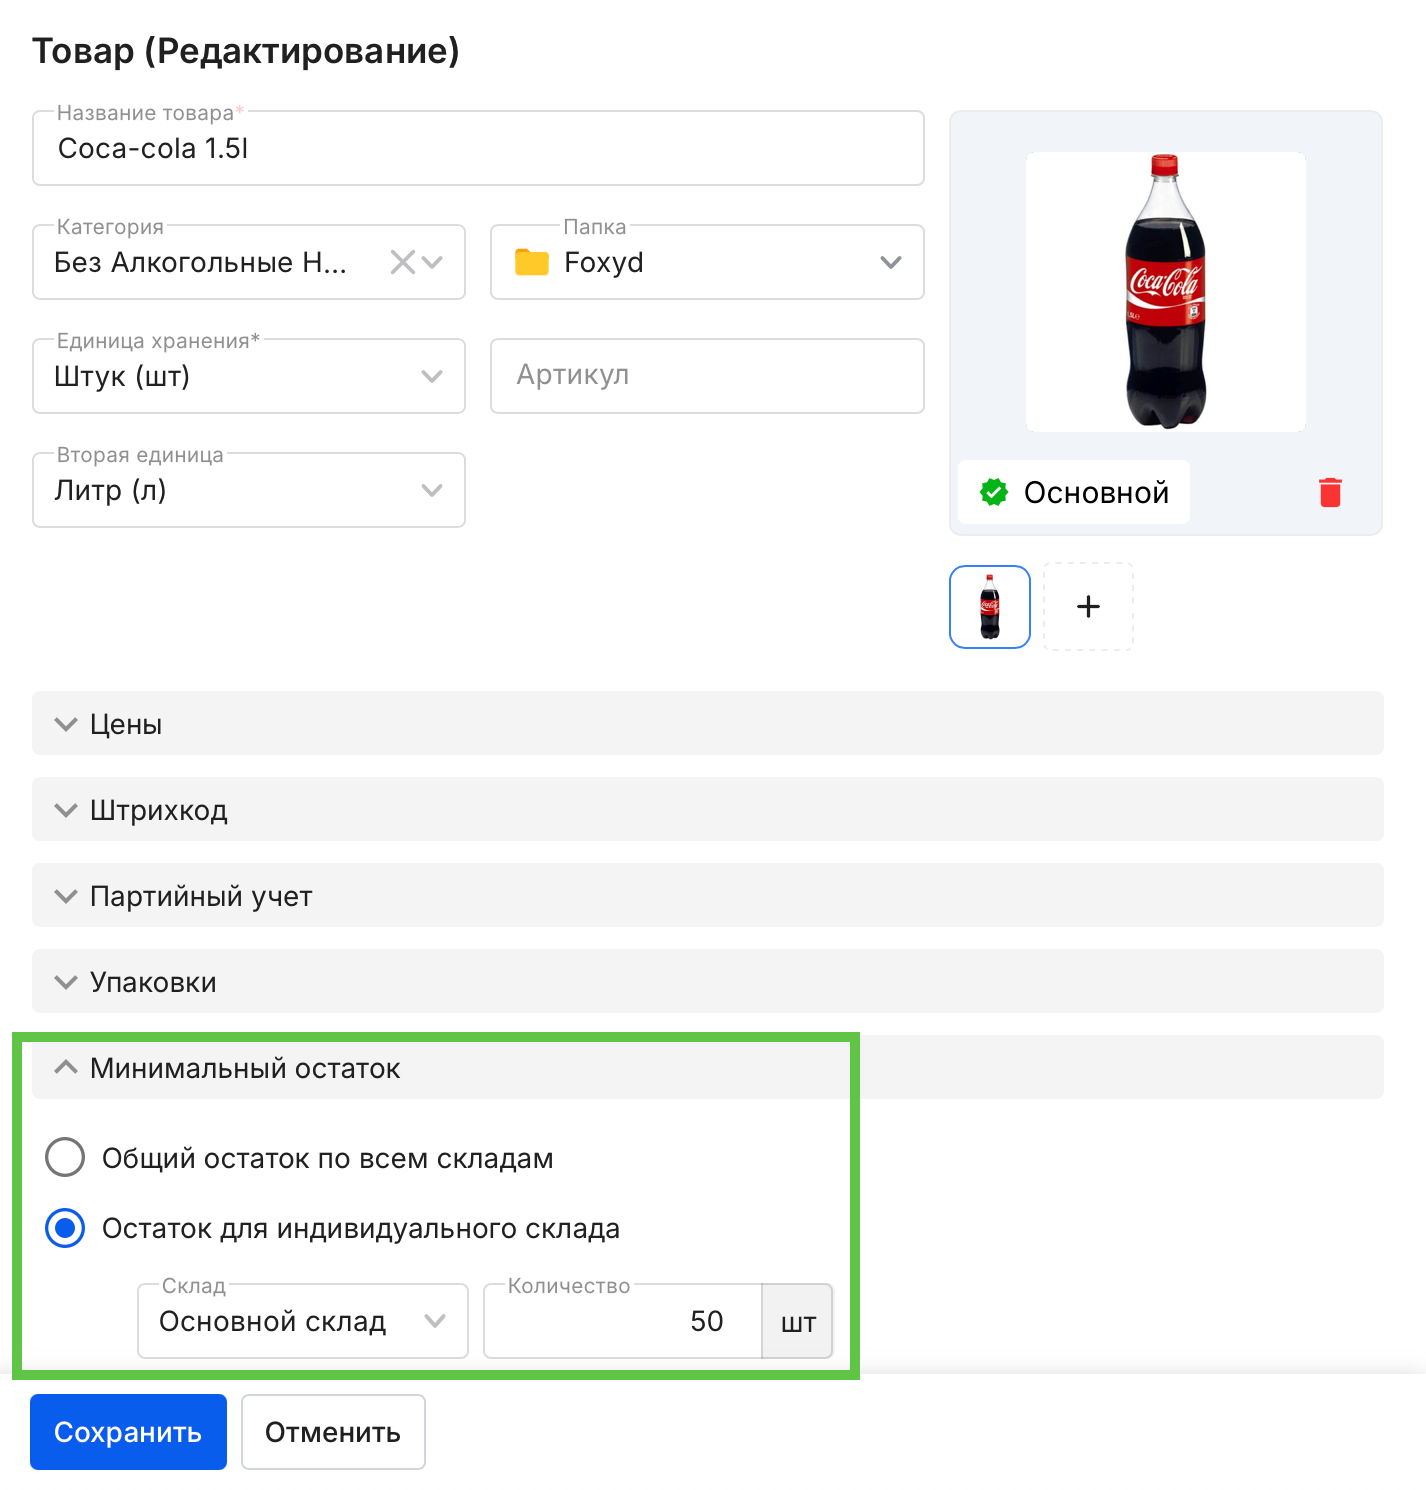 Товар (Редактирование)
Название товара*
Coca-cola 1.5l
Категория
Без Алкогольные Н...
Папка
Foxyd
Единица хранения*
Штук (шт)
Артикул
Вторая единица
Литр (л)
Coca-Cola
Основной
+
Цены
Штрихкод
Партийный учет
Упаковки
Минимальный остаток
Общий остаток по всем складам
Остаток для индивидуального склада
Склад
Основной склад
Количество
50
шт
Сохранить
Отменить